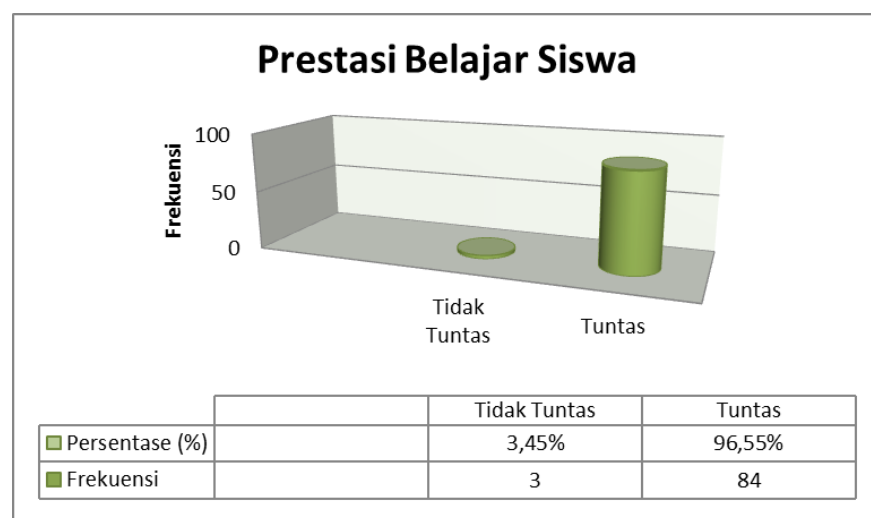 Prestasi Belajar Siswa
Frekuensi
100
50
0
Tidak
Tuntas
Tuntas
Tidak Tuntas Tuntas
Persentase (%) 3,45% 96,55%
Frekuensi 3 84